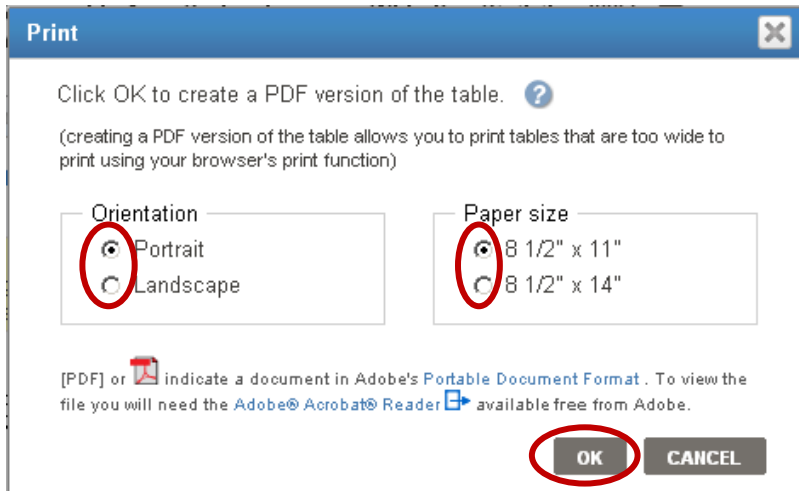 Print
Click OK to create a PDF version of the table. ?
(creating a PDF version of the table allows you to print tables that are too wide to
print using your browser's print function)
Orientation
Portrait
Landscape
Paper size
8 1/2" x 11"
8 1/2" x 14"
[PDF] or indicate a document in Adobe's Portable Document Format . To view the
file you will need the Adobe® Acrobat® Reader available free from Adobe.
OK CANCEL